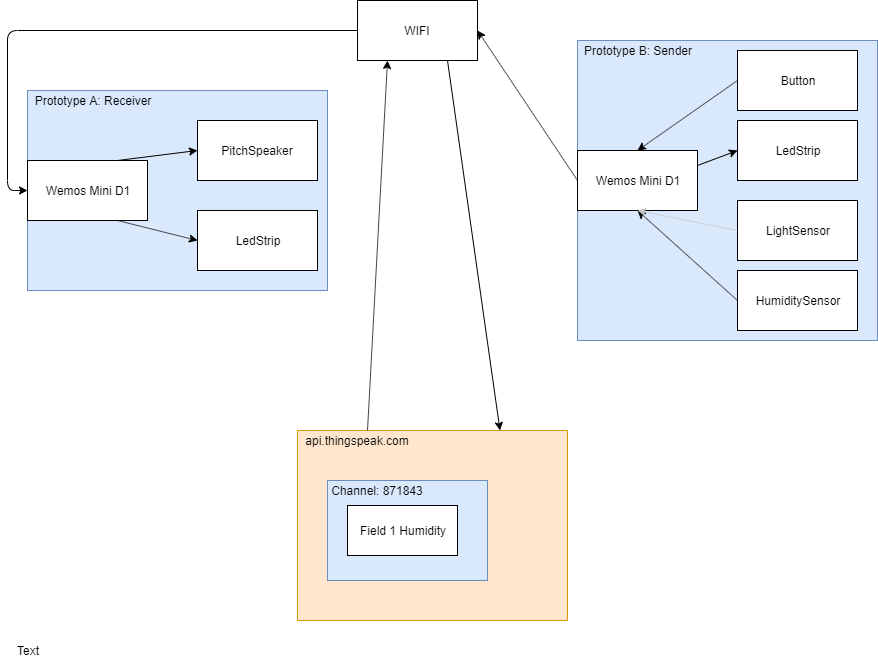 WIFI
Prototype A: Receiver
PitchSpeaker
Wemos Mini D1
LedStrip
Prototype B: Sender
Button
LedStrip
Wemos Mini D1
LightSensor
HumiditySensor
api.thingspeak.com
Channel: 871843
Field 1 Humidity
Text